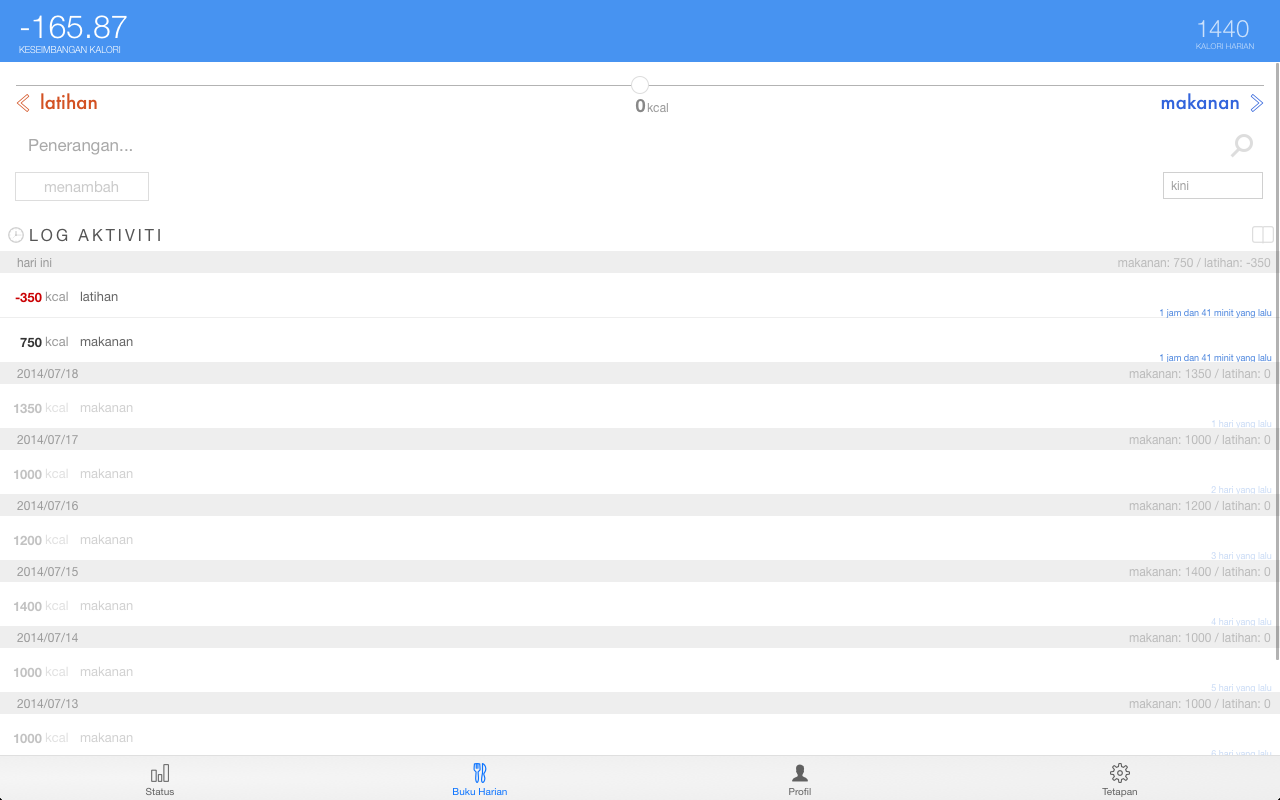 -165.87
KESEIMBANGAN KALORI
1440
KALORI HARIAN
latihan
0 kcal
makanan
Penerangan...
menambah
kini
LOG AKTIVITI
hari ini
makanan: 750 / latihan: -350
-350 kcal latihan
1 jam dan 41 minit yang lalu
750 kcal makanan
1 jam dan 41 minit yang lalu
2014/07/18
makanan: 1350 / latihan: 0
1350 kcal makanan
1 hari yang lalu
2014/07/17
makanan: 1000 / latihan: 0
1000 kcal makanan
2 hari yang lalu
2014/07/16
makanan: 1200 / latihan: 0
1200 kcal makanan
3 hari yang lalu
2014/07/15
makanan: 1400 / latihan: 0
1400 kcal makanan
4 hari yang lalu
2014/07/14
makanan: 1000 / latihan: 0
1000 kcal makanan
5 hari yang lalu
2014/07/13
makanan: 1000 / latihan: 0
1000 kcal makanan
6 hari yang lalu
Status
Buku Harian
Profil
Tetapan